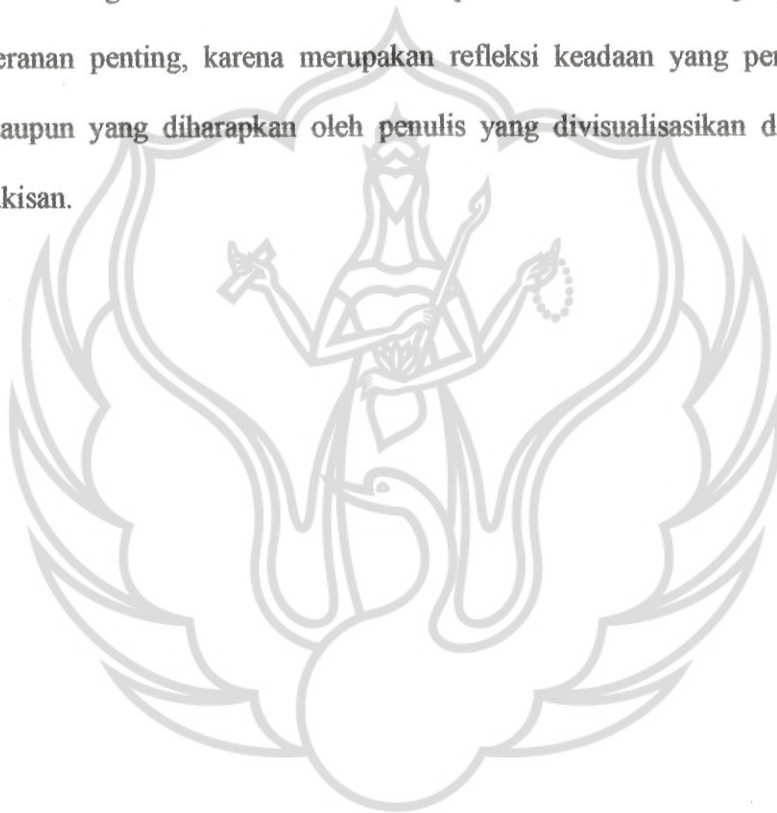 eranan penting, karena merupakan refleksi keadaan yang per
aupun yang diharapkan oleh penulis yang divisualisasikan d
kisan.